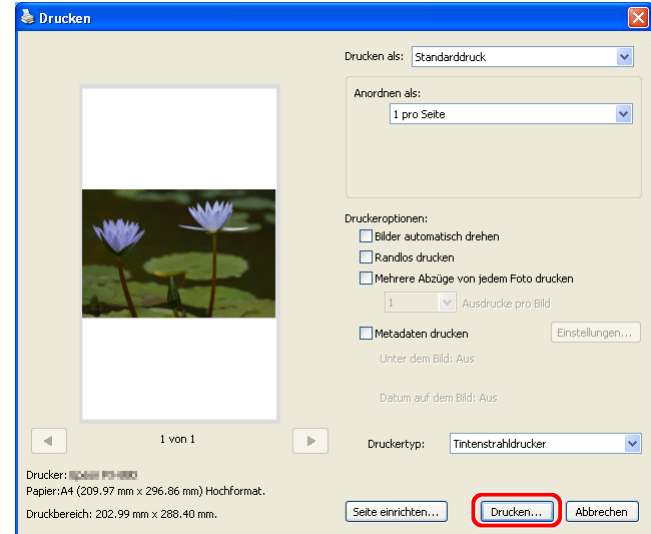 Drucken
Drucken als: Standarddruck
Anordnen als:
1 pro Seite
Druckeroptionen:
Bilder automatisch drehen
Randlos drucken
Mehrere Abzüge von jedem Foto drucken
1 Ausdrucke pro Bild
Metadaten drucken Einstellungen...
Unter dem Bild: Aus
Datum auf dem Bild: Aus
1 von 1
Druckertyp: Tintenstrahldrucker
Drucker:
Papier:A4 (209.97 mm x 296.86 mm) Hochformat.
Druckbereich: 202.99 mm x 288.40 mm.
Seite einrichten... Drucken... Abbrechen